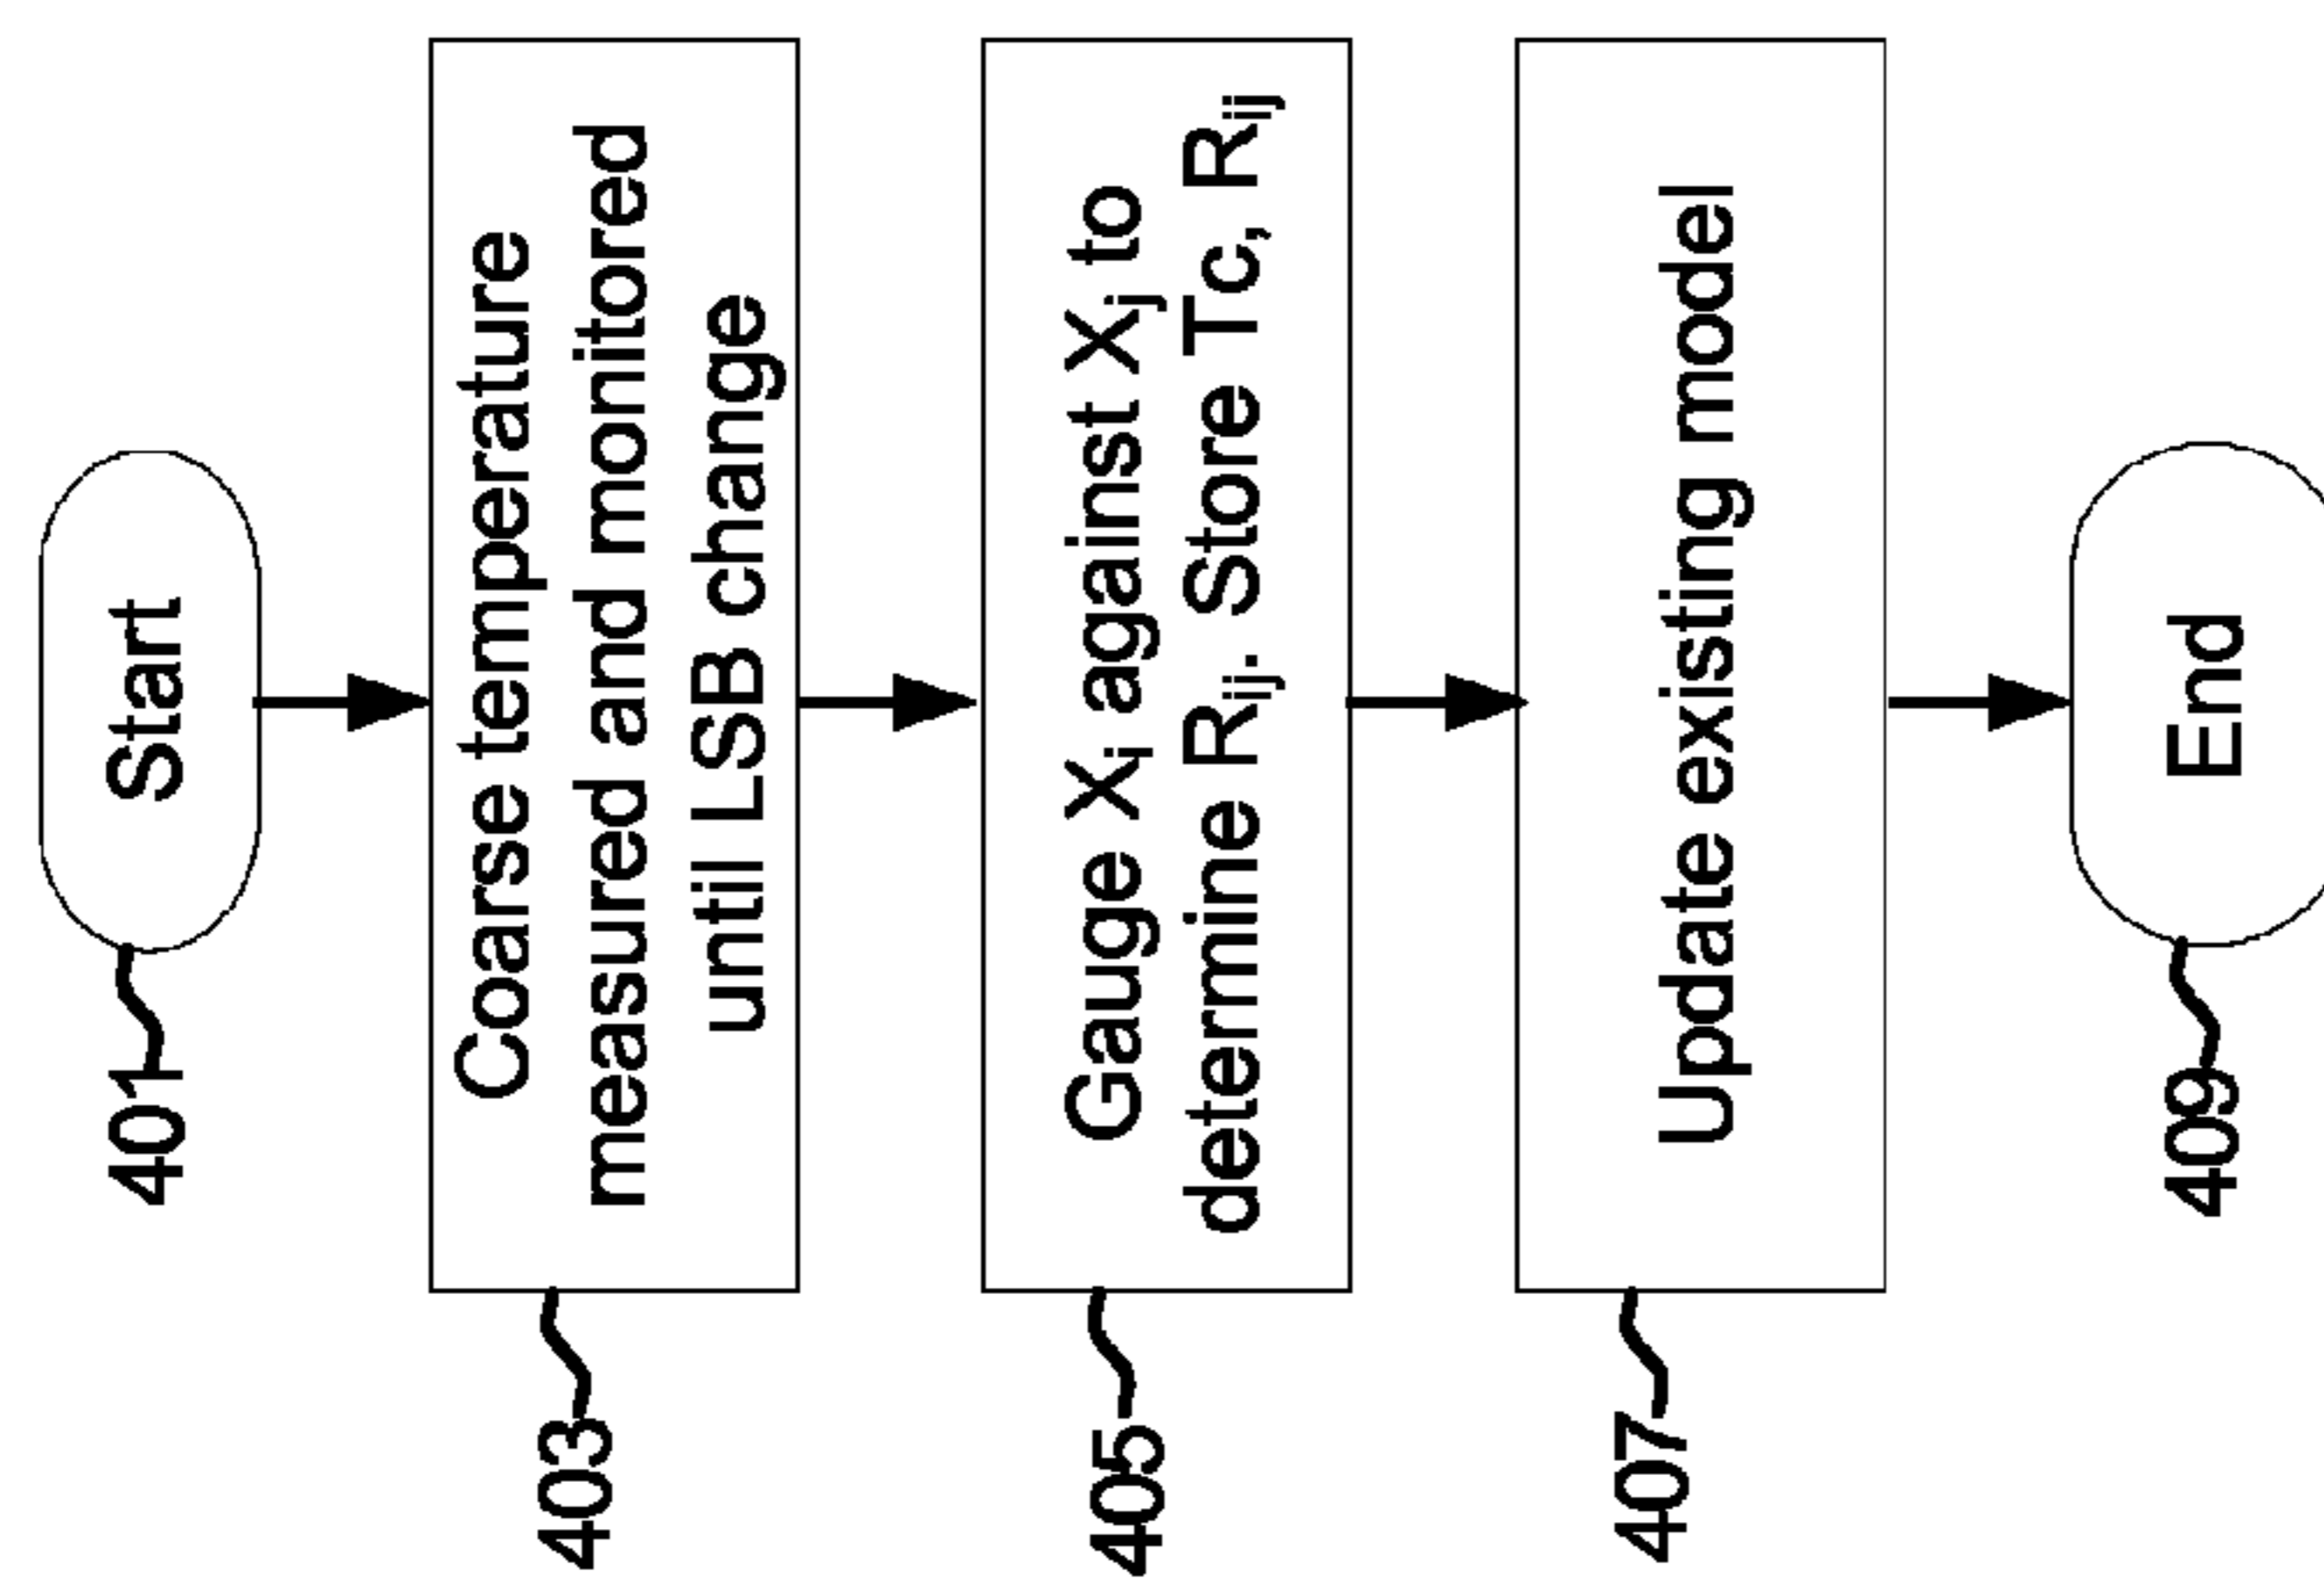 Start
401
Coarse temperature
measured and monitored
until LSB change
403
Gauge Xi against Xj to
determine Rij. Store Tc, Rij
405
Update existing model
407
End
409